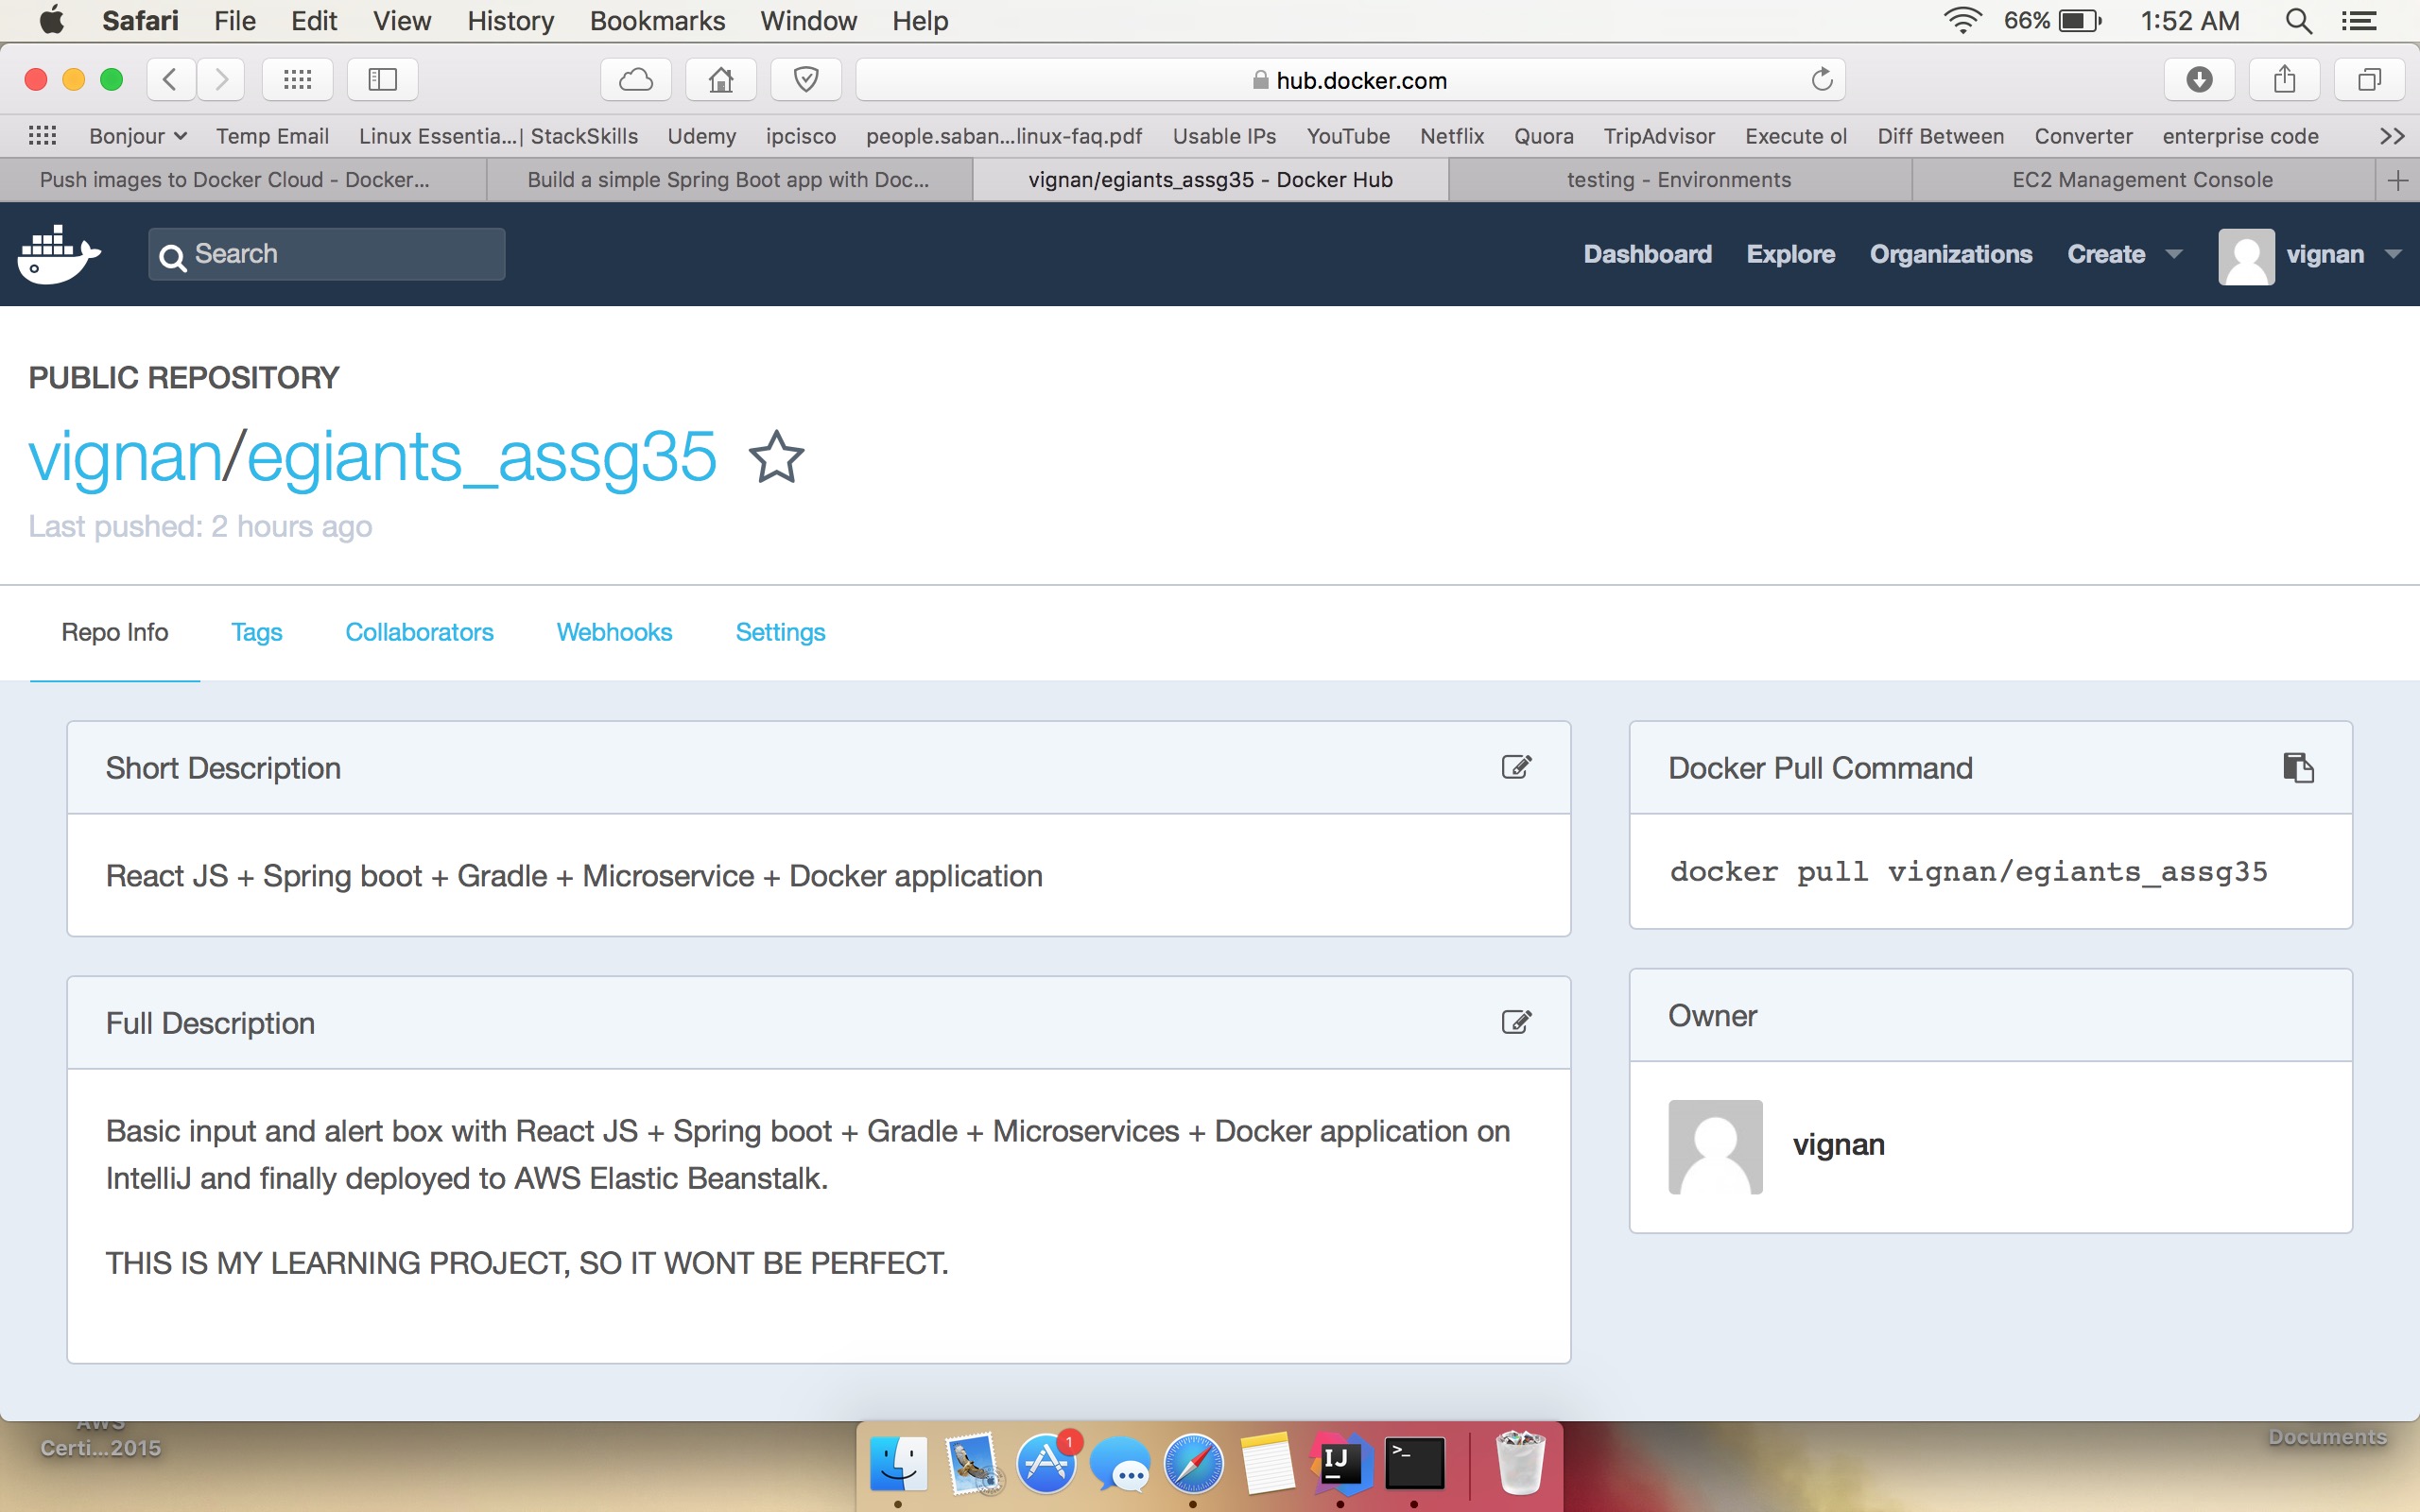 Safari File Edit View History Bookmarks Window Help 66% 1:52 AM
hub.docker.com
Bonjour Temp Email Linux Essentia...| StackSkills Udemy ipcisco people.saban...linux-faq.pdf Usable IPs YouTube Netflix Quora TripAdvisor Execute ol Diff Between Converter enterprise code >>
Push images to Docker Cloud - Docker... Build a simple Spring Boot app with Doc... vignan/egiants_assg35 - Docker Hub testing - Environments EC2 Management Console
Search Dashboard Explore Organizations Create vignan
PUBLIC REPOSITORY
vignan/egiants_assg35
Last pushed: 2 hours ago
Repo Info Tags Collaborators Webhooks Settings
Short Description
React JS + Spring boot + Gradle + Microservice + Docker application
Docker Pull Command
docker pull vignan/egiants_assg35
Full Description
Basic input and alert box with React JS + Spring boot + Gradle + Microservices + Docker application on
IntelliJ and finally deployed to AWS Elastic Beanstalk.
THIS IS MY LEARNING PROJECT, SO IT WONT BE PERFECT.
Owner
vignan
AWS
Certi...2015
Documents
1
IJ
>_